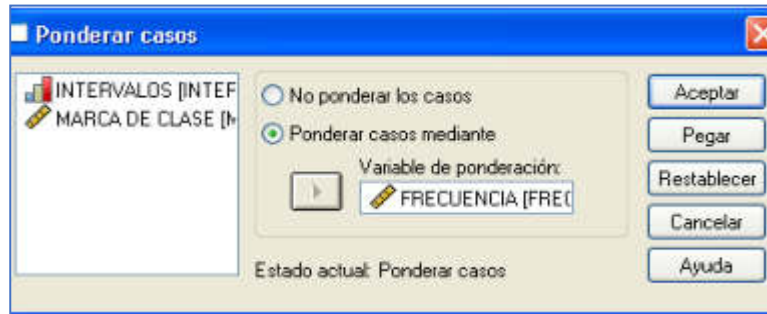 Ponderar casos
INTERVALOS [INTEF
MARCA DE CLASE [M
No ponderar los casos
Ponderar casos mediante
Variable de ponderación:
FRECUENCIA [FREC
Estado actual: Ponderar casos
Aceptar
Pegar
Restablecer
Cancelar
Ayuda